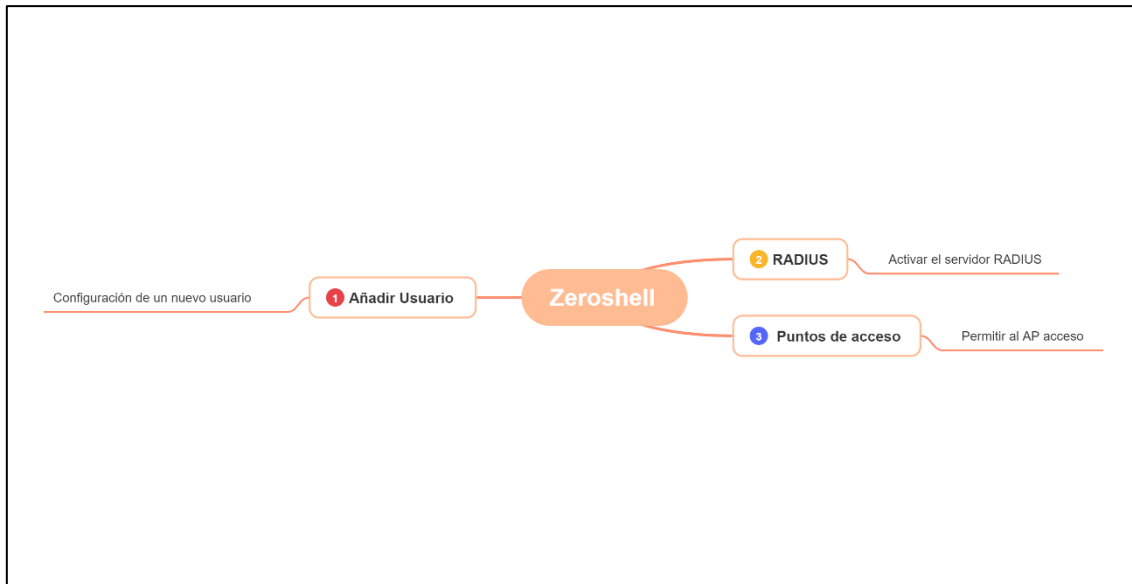 Zeroshell
1 Añadir Usuario
Configuración de un nuevo usuario
2 RADIUS
Activar el servidor RADIUS
3 Puntos de acceso
Permitir al AP acceso